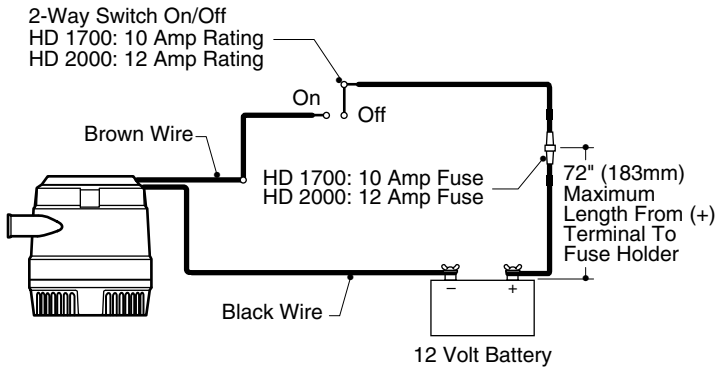 2-Way Switch On/Off
HD 1700: 10 Amp Rating
HD 2000: 12 Amp Rating
On
Off
Brown Wire
HD 1700: 10 Amp Fuse
HD 2000: 12 Amp Fuse
72" (183mm)
Maximum
Length From (+)
Terminal To
Fuse Holder
Black Wire
– +
12 Volt Battery